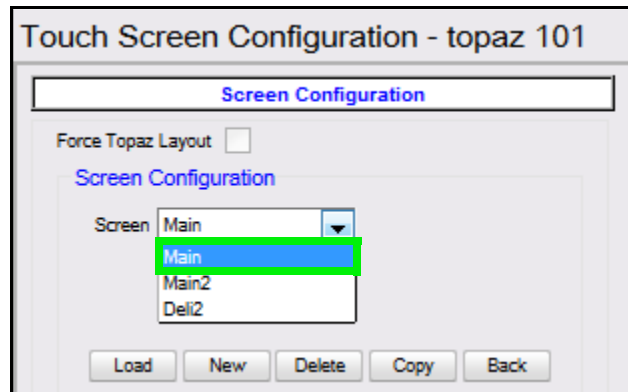 Touch Screen Configuration - topaz 101
Screen Configuration
Force Topaz Layout
Screen Configuration
Screen Main
Main
Main2
Deli2
Load New Delete Copy Back